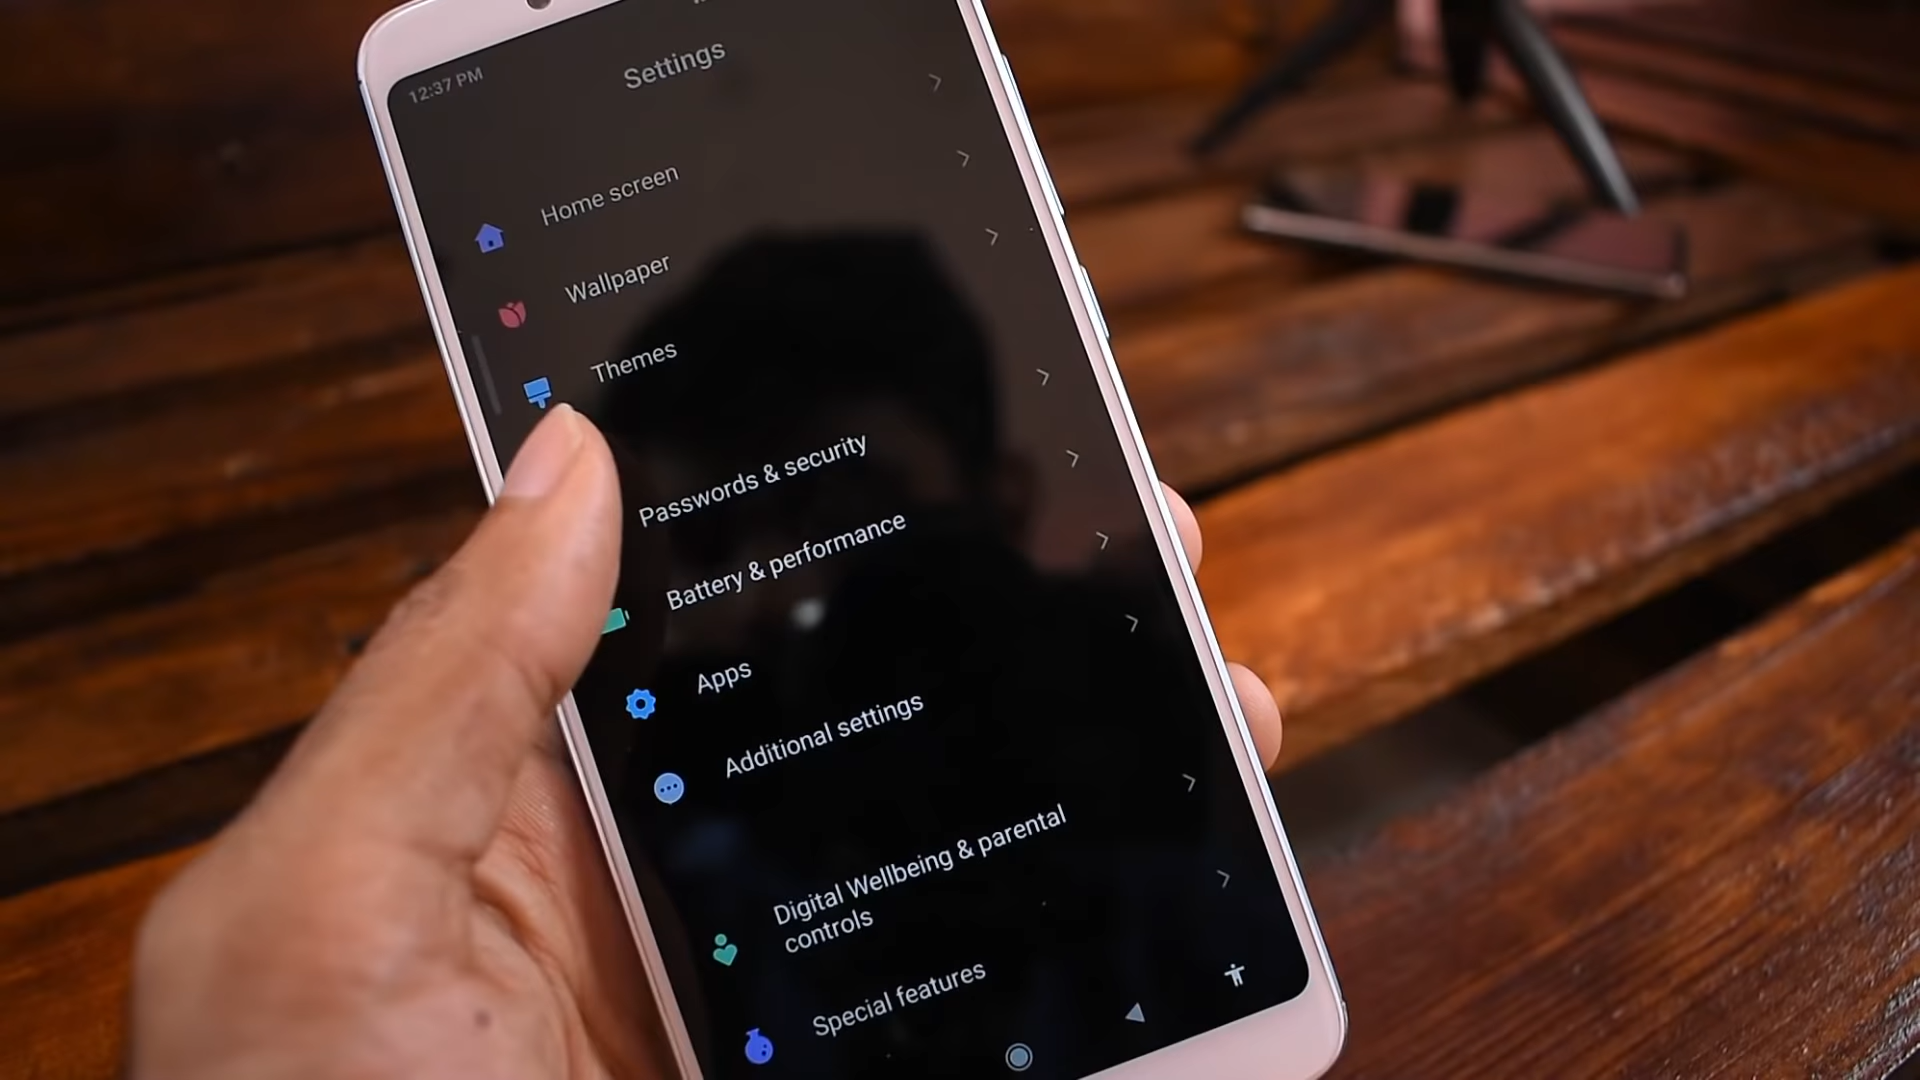 12:37 PM
Settings
Home screen
Wallpaper
Themes
Passwords & security
Battery & performance
Apps
Additional settings
Digital Wellbeing & parental
controls
Special features